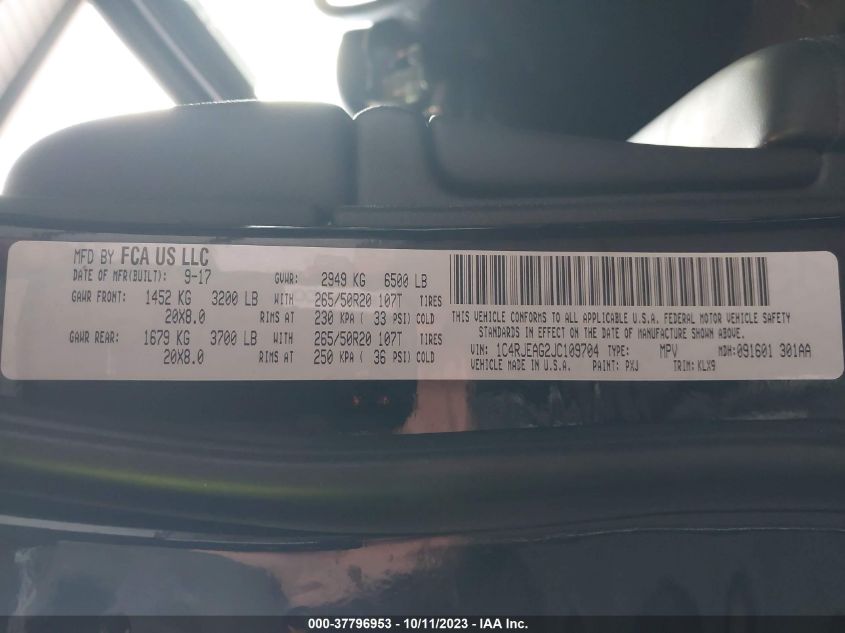 MFD BY FCA US LLC
DATE OF MFR(BUILT): 9-17 GVWR: 2949 KG 6500 LB
GAWR FRONT: 1452 KG 3200 LB WITH 265/50R20 107T TIRES
20X8.0 RIMS AT 230 KPA ( 33 PSI) COLD
GAWR REAR: 1679 KG 3700 LB WITH 265/50R20 107T TIRES
20X8.0 RIMS AT 250 KPA ( 36 PSI) COLD
THIS VEHICLE CONFORMS TO ALL APPLICABLE U.S.A. FEDERAL MOTOR VEHICLE SAFETY
STANDARDS IN EFFECT ON THE DATE OF MANUFACTURE SHOWN ABOVE.
VIN: 1C4RJEAG2JC109704 TYPE: MPV MDH:091601 301AA
VEHICLE MADE IN U.S.A. PAINT: PXJ TRIM: KLX9
000-37796953 - 10/11/2023 - IAA Inc.